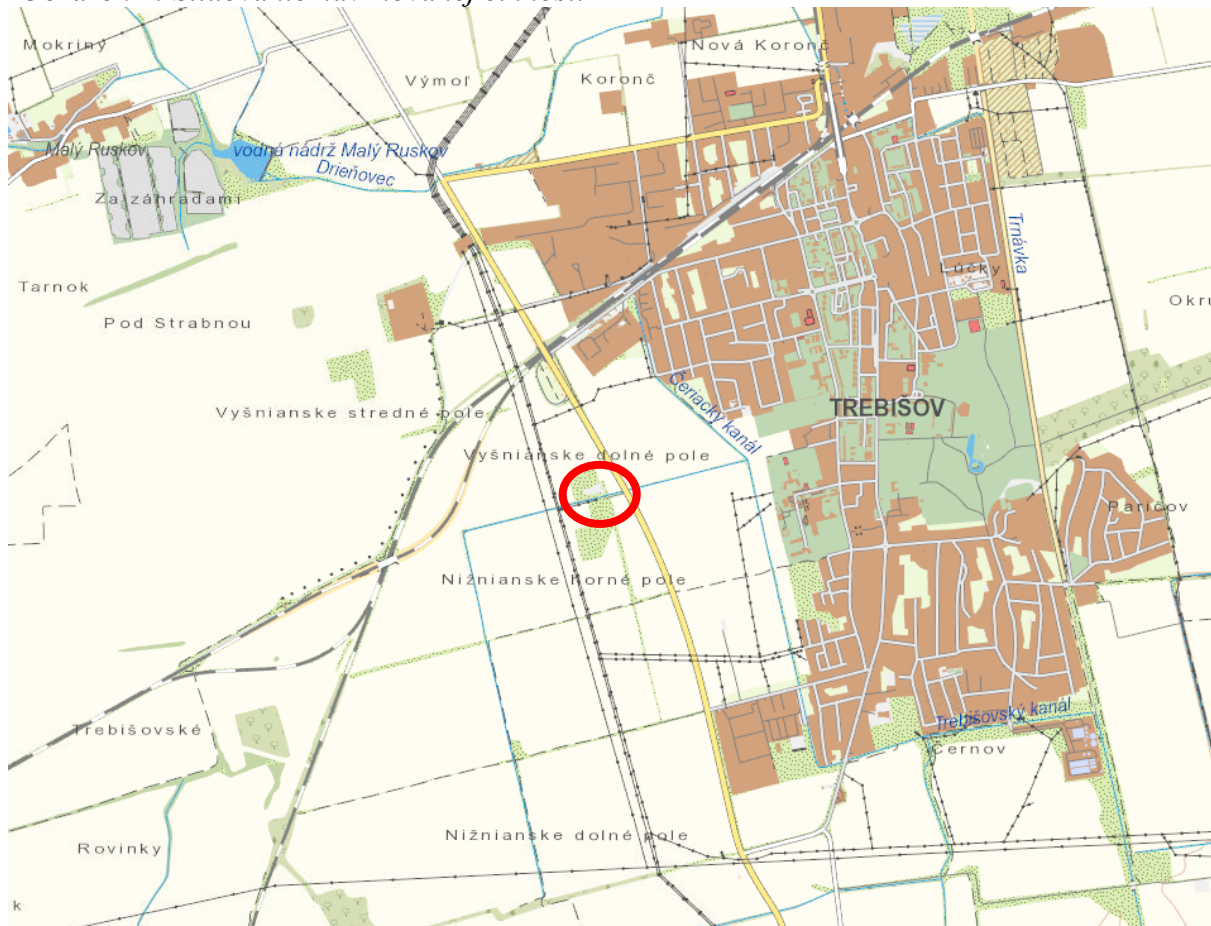 Mokriny
Nová Koronč
Výmoľ
Koronč
Malý Ruskov
vodná nádrž Malý Ruskov
Drieňovec
Za záhradami
Trnávka
Lúčky
Tarnok
Okru
Pod Strabnou
Čeriacky kanál
Vyšnianske stredné pole
TREBIŠOV
Vyšnianske dolné pole
Paričov
Nižnianske horné pole
Trebišovské
Trebišovský kanál
Černov
Nižnianske dolné pole
Rovinky
k